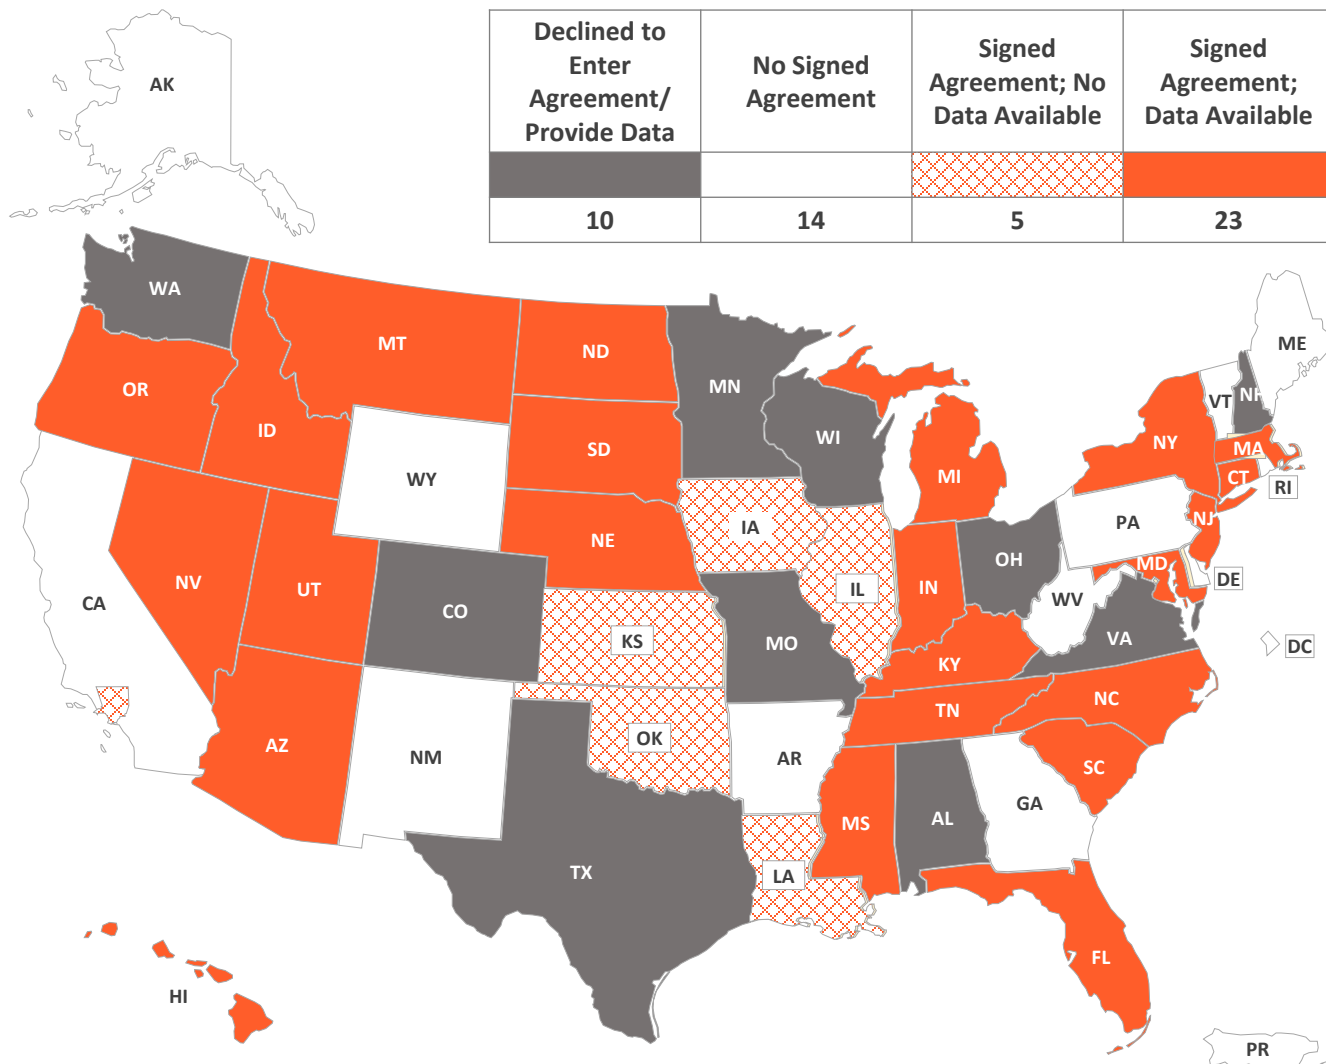 Declined to
Enter
Agreement/
Provide Data
No Signed
Agreement
Signed
Agreement; No
Data Available
Signed
Agreement;
Data Available
10
14
5
23
AK
WA
MT
ND
MN
ME
OR
ID
SD
WI
MI
NY
VT
NH
MA
CT
RI
WY
IA
NE
PA
NJ
NV
UT
CA
CO
KS
IL
IN
OH
MD
DE
WV
VA
DC
MO
KY
AZ
NM
OK
AR
TN
NC
SC
MS
AL
GA
TX
LA
FL
HI
PR